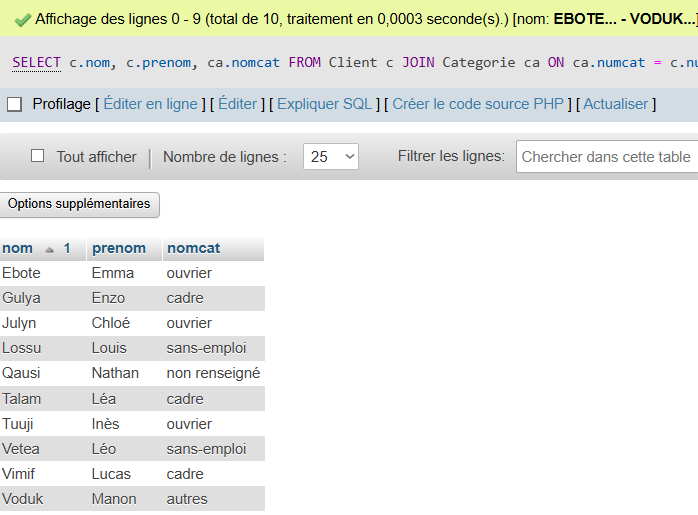 Affichage des lignes 0 - 9 (total de 10, traitement en 0,0003 seconde(s).) [nom: EBOTE... - VODUK...]
SELECT c.nom, c.prenom, ca.nomcat FROM Client c JOIN Categorie ca ON ca.numcat = c.nu
Profilage [ Éditer en ligne ] [ Éditer ] [ Expliquer SQL ] [ Créer le code source PHP ] [ Actualiser ]
Tout afficher | Nombre de lignes : 25 Filtrer les lignes: Chercher dans cette table
Options supplémentaires
nom 1 prenom nomcat
Ebote Emma ouvrier
Gulya Enzo cadre
Julyn Chloé ouvrier
Lossu Louis sans-emploi
Qausi Nathan non renseigné
Talam Léa cadre
Tuuji Inès ouvrier
Vetea Léo sans-emploi
Vimif Lucas cadre
Voduk Manon autres